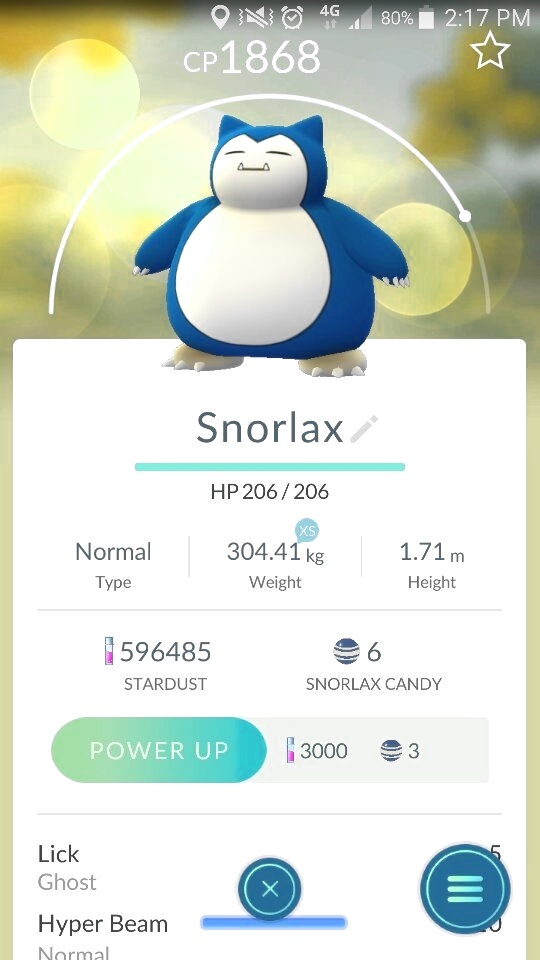 4G 80% 2:17 PM
CP1868
Snorlax
HP 206 / 206
XS
Normal 304.41 kg 1.71 m
Type Weight Height
596485 6
STARDUST SNORLAX CANDY
POWER UP 3000 3
Lick 5
Ghost
Hyper Beam
Normal